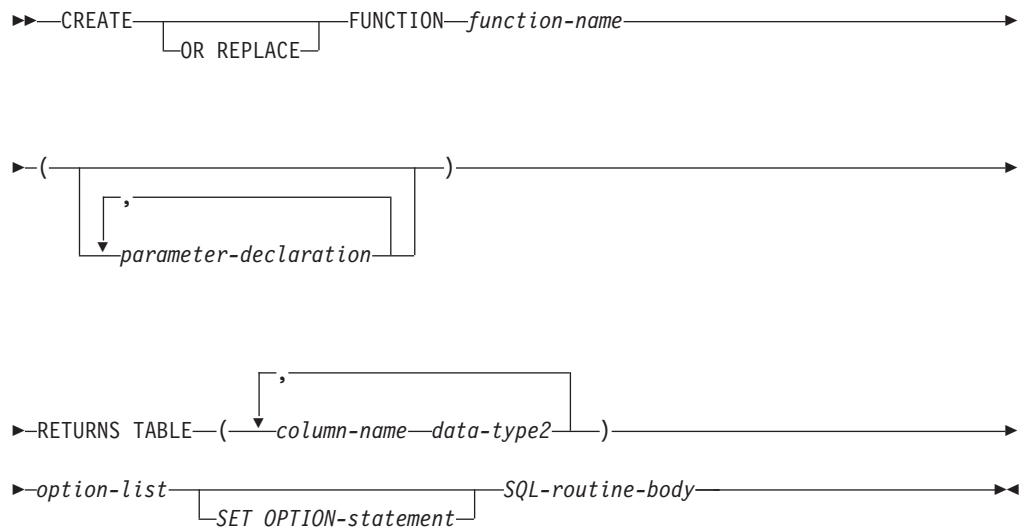 CREATE FUNCTION function-name
OR REPLACE
( )
,
parameter-declaration
,
RETURNS TABLE ( column-name data-type2 )
option-list SQL-routine-body
SET OPTION-statement